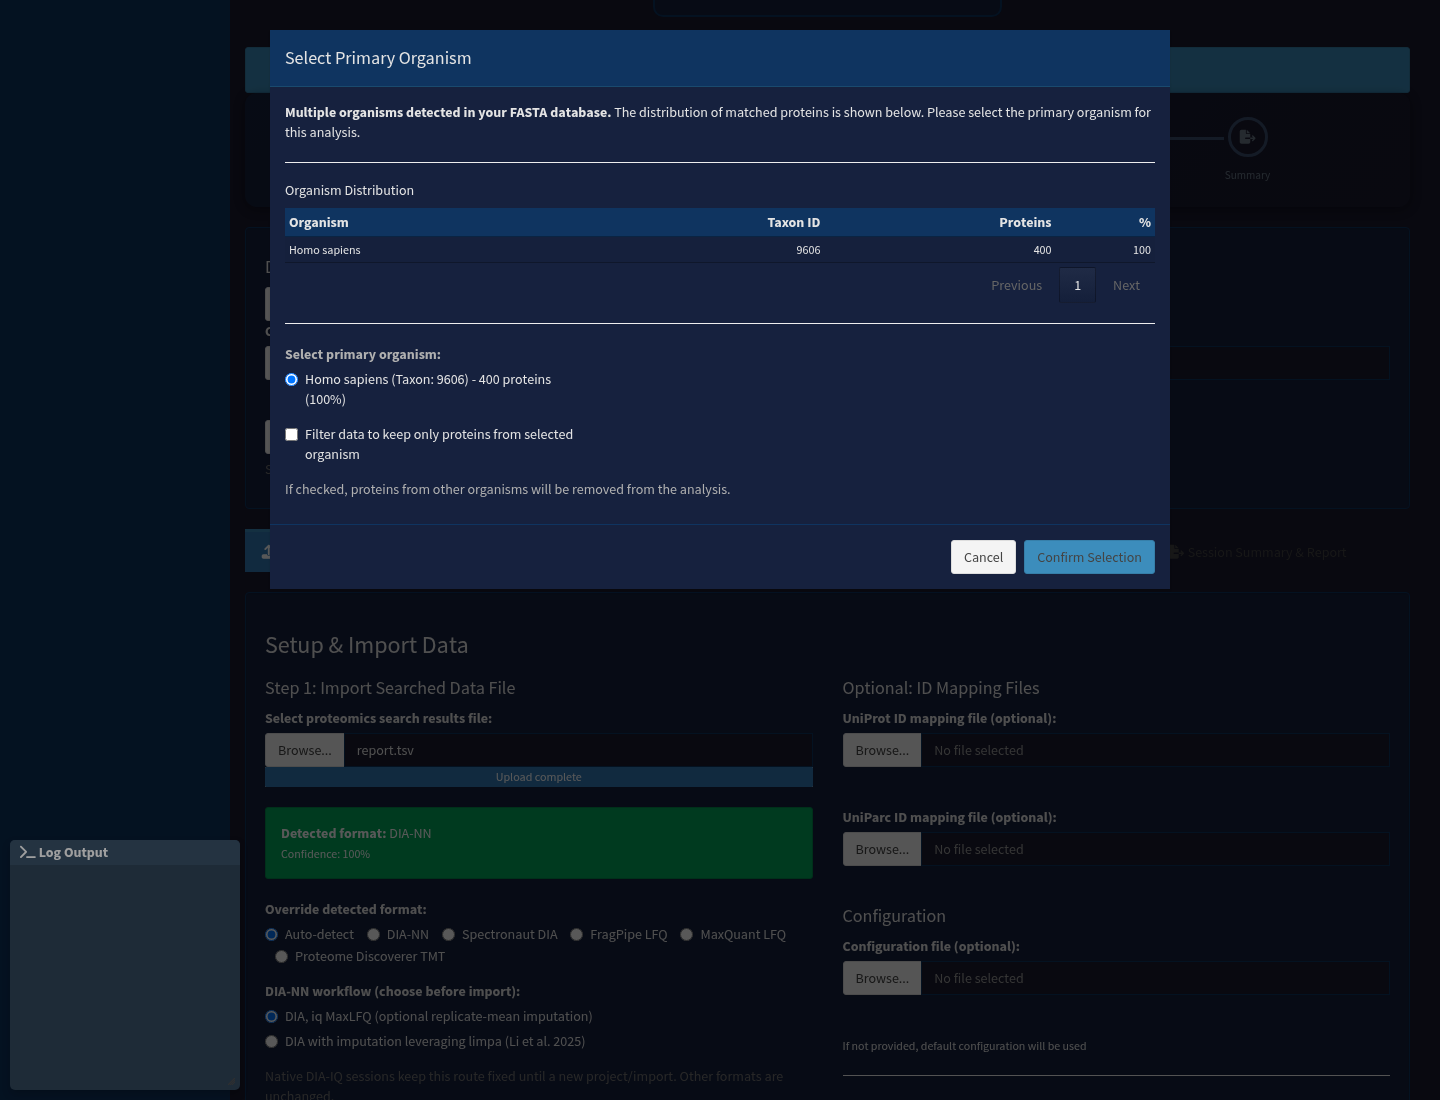 Select Primary Organism
Multiple organisms detected in your FASTA database. The distribution of matched proteins is shown below. Please select the primary organism for
this analysis.
Summary
Organism Distribution
Organism Taxon ID Proteins %
Homo sapiens 9606 400 100
Previous 1 Next
Select primary organism:
Homo sapiens (Taxon: 9606) - 400 proteins
(100%)
Filter data to keep only proteins from selected
organism
If checked, proteins from other organisms will be removed from the analysis.
Cancel Confirm Selection
Session Summary & Report
Setup & Import Data
Step 1: Import Searched Data File
Select proteomics search results file:
Browse... report.tsv
Upload complete
Detected format: DIA-NN
Confidence: 100%
Override detected format:
Auto-detect DIA-NN Spectronaut DIA FragPipe LFQ MaxQuant LFQ
Proteome Discoverer TMT
DIA-NN workflow (choose before import):
DIA, iq MaxLFQ (optional replicate-mean imputation)
DIA with imputation leveraging limpa (Li et al. 2025)
Native DIA-IQ sessions keep this route fixed until a new project/import. Other formats are
unchanged
Optional: ID Mapping Files
UniProt ID mapping file (optional):
Browse... No file selected
UniParc ID mapping file (optional):
Browse... No file selected
Configuration
Configuration file (optional):
Browse... No file selected
If not provided, default configuration will be used
Log Output